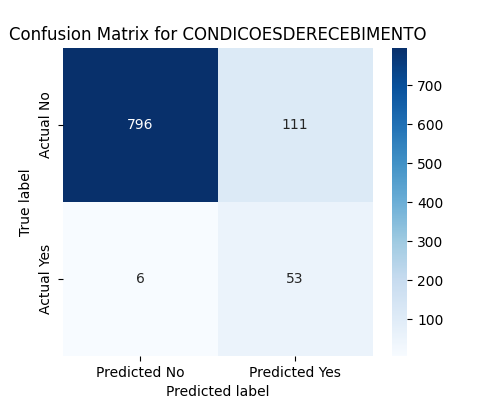 Confusion Matrix for CONDICOESDERECEBIMENTO
True label
Actual No
796
111
Actual Yes
6
53
Predicted No
Predicted Yes
Predicted label
700
600
500
400
300
200
100